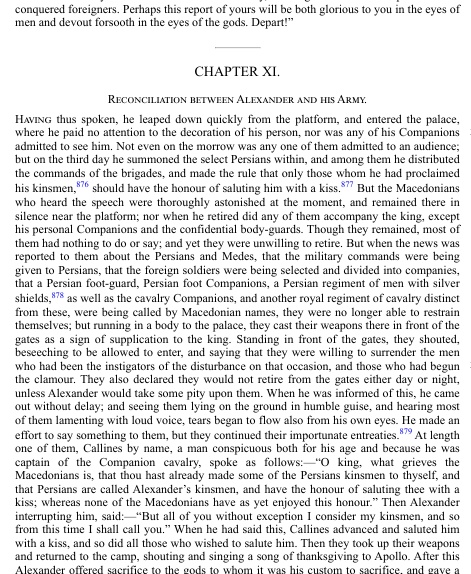 conquered foreigners. Perhaps this report of yours will be both glorious to you in the eyes of
men and devout forsooth in the eyes of the gods. Depart!”
CHAPTER XI.
Reconciliation between Alexander and his Army.
Having thus spoken, he leaped down quickly from the platform, and entered the palace,
where he paid no attention to the decoration of his person, nor was any of his Companions
admitted to see him. Not even on the morrow was any one of them admitted to an audience;
but on the third day he summoned the select Persians within, and among them he distributed
the commands of the brigades, and made the rule that only those whom he had proclaimed
his kinsmen,876 should have the honour of saluting him with a kiss.877 But the Macedonians
who heard the speech were thoroughly astonished at the moment, and remained there in
silence near the platform; nor when he retired did any of them accompany the king, except
his personal Companions and the confidential body-guards. Though they remained, most of
them had nothing to do or say; and yet they were unwilling to retire. But when the news was
reported to them about the Persians and Medes, that the military commands were being
given to Persians, that the foreign soldiers were being selected and divided into companies,
that a Persian foot-guard, Persian foot Companions, a Persian regiment of men with silver
shields,878 as well as the cavalry Companions, and another royal regiment of cavalry distinct
from these, were being called by Macedonian names, they were no longer able to restrain
themselves; but running in a body to the palace, they cast their weapons there in front of the
gates as a sign of supplication to the king. Standing in front of the gates, they shouted,
beseeching to be allowed to enter, and saying that they were willing to surrender the men
who had been the instigators of the disturbance on that occasion, and those who had begun
the clamour. They also declared they would not retire from the gates either day or night,
unless Alexander would take some pity upon them. When he was informed of this, he came
out without delay; and seeing them lying on the ground in humble guise, and hearing most
of them lamenting with loud voice, tears began to flow also from his own eyes. He made an
effort to say something to them, but they continued their importunate entreaties.879 At length
one of them, Callines by name, a man conspicuous both for his age and because he was
captain of the Companion cavalry, spoke as follows:—“O king, what grieves the
Macedonians is, that thou hast already made some of the Persians kinsmen to thyself, and
that Persians are called Alexander’s kinsmen, and have the honour of saluting thee with a
kiss; whereas none of the Macedonians have as yet enjoyed this honour.” Then Alexander
interrupting him, said:—“But all of you without exception I consider my kinsmen, and so
from this time I shall call you.” When he had said this, Callines advanced and saluted him
with a kiss, and so did all those who wished to salute him. Then they took up their weapons
and returned to the camp, shouting and singing a song of thanksgiving to Apollo. After this
Alexander offered sacrifice to the gods to whom it was his custom to sacrifice, and gave a